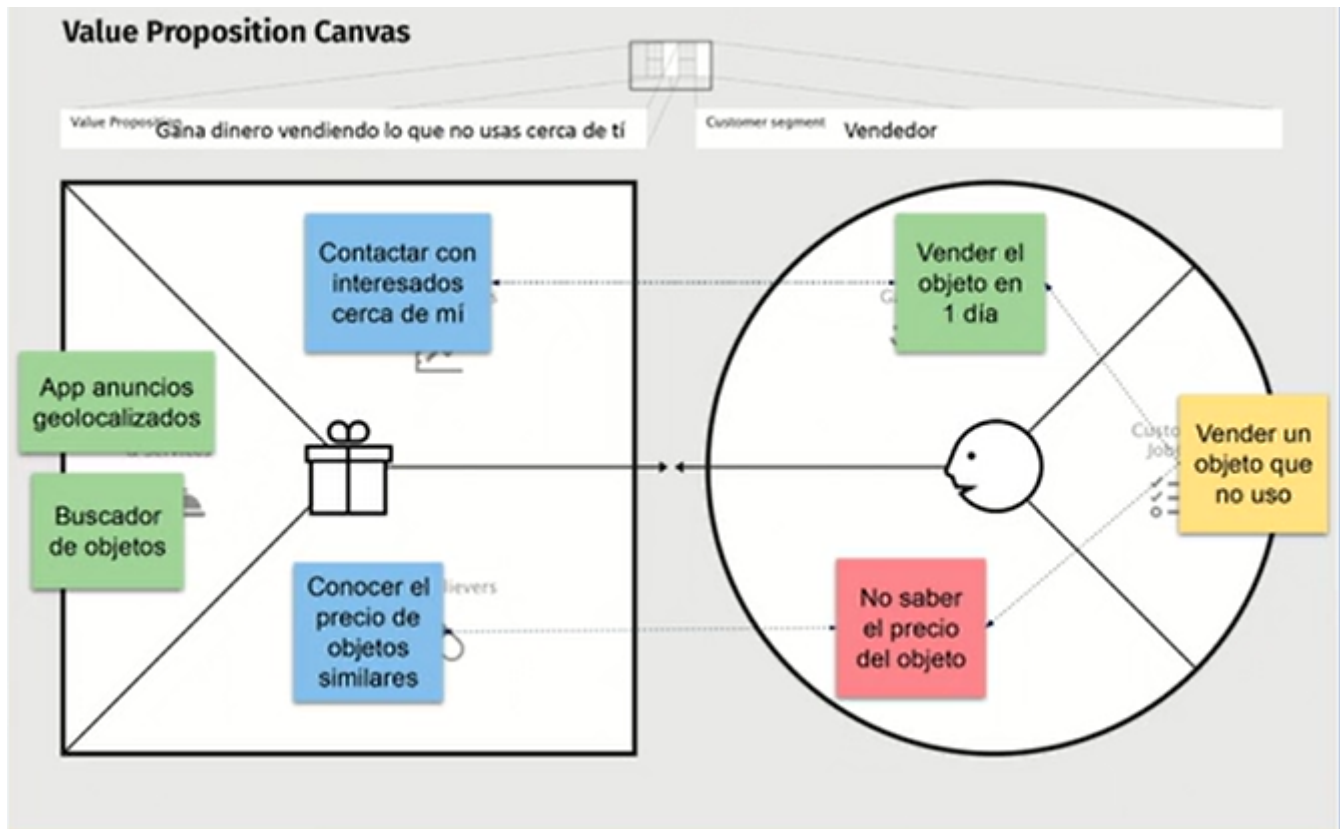 Value Proposition Canvas
Value Proposition
Gana dinero vendiendo lo que no usas cerca de tí
Customer segment
Vendedor
Contactar con
interesados
cerca de mí
Vender el
objeto en
1 día
App anuncios
geolocalizados
Buscador
de objetos
Vender un
objeto que
no uso
Conocer el
precio de
objetos
similares
No saber
el precio
del objeto